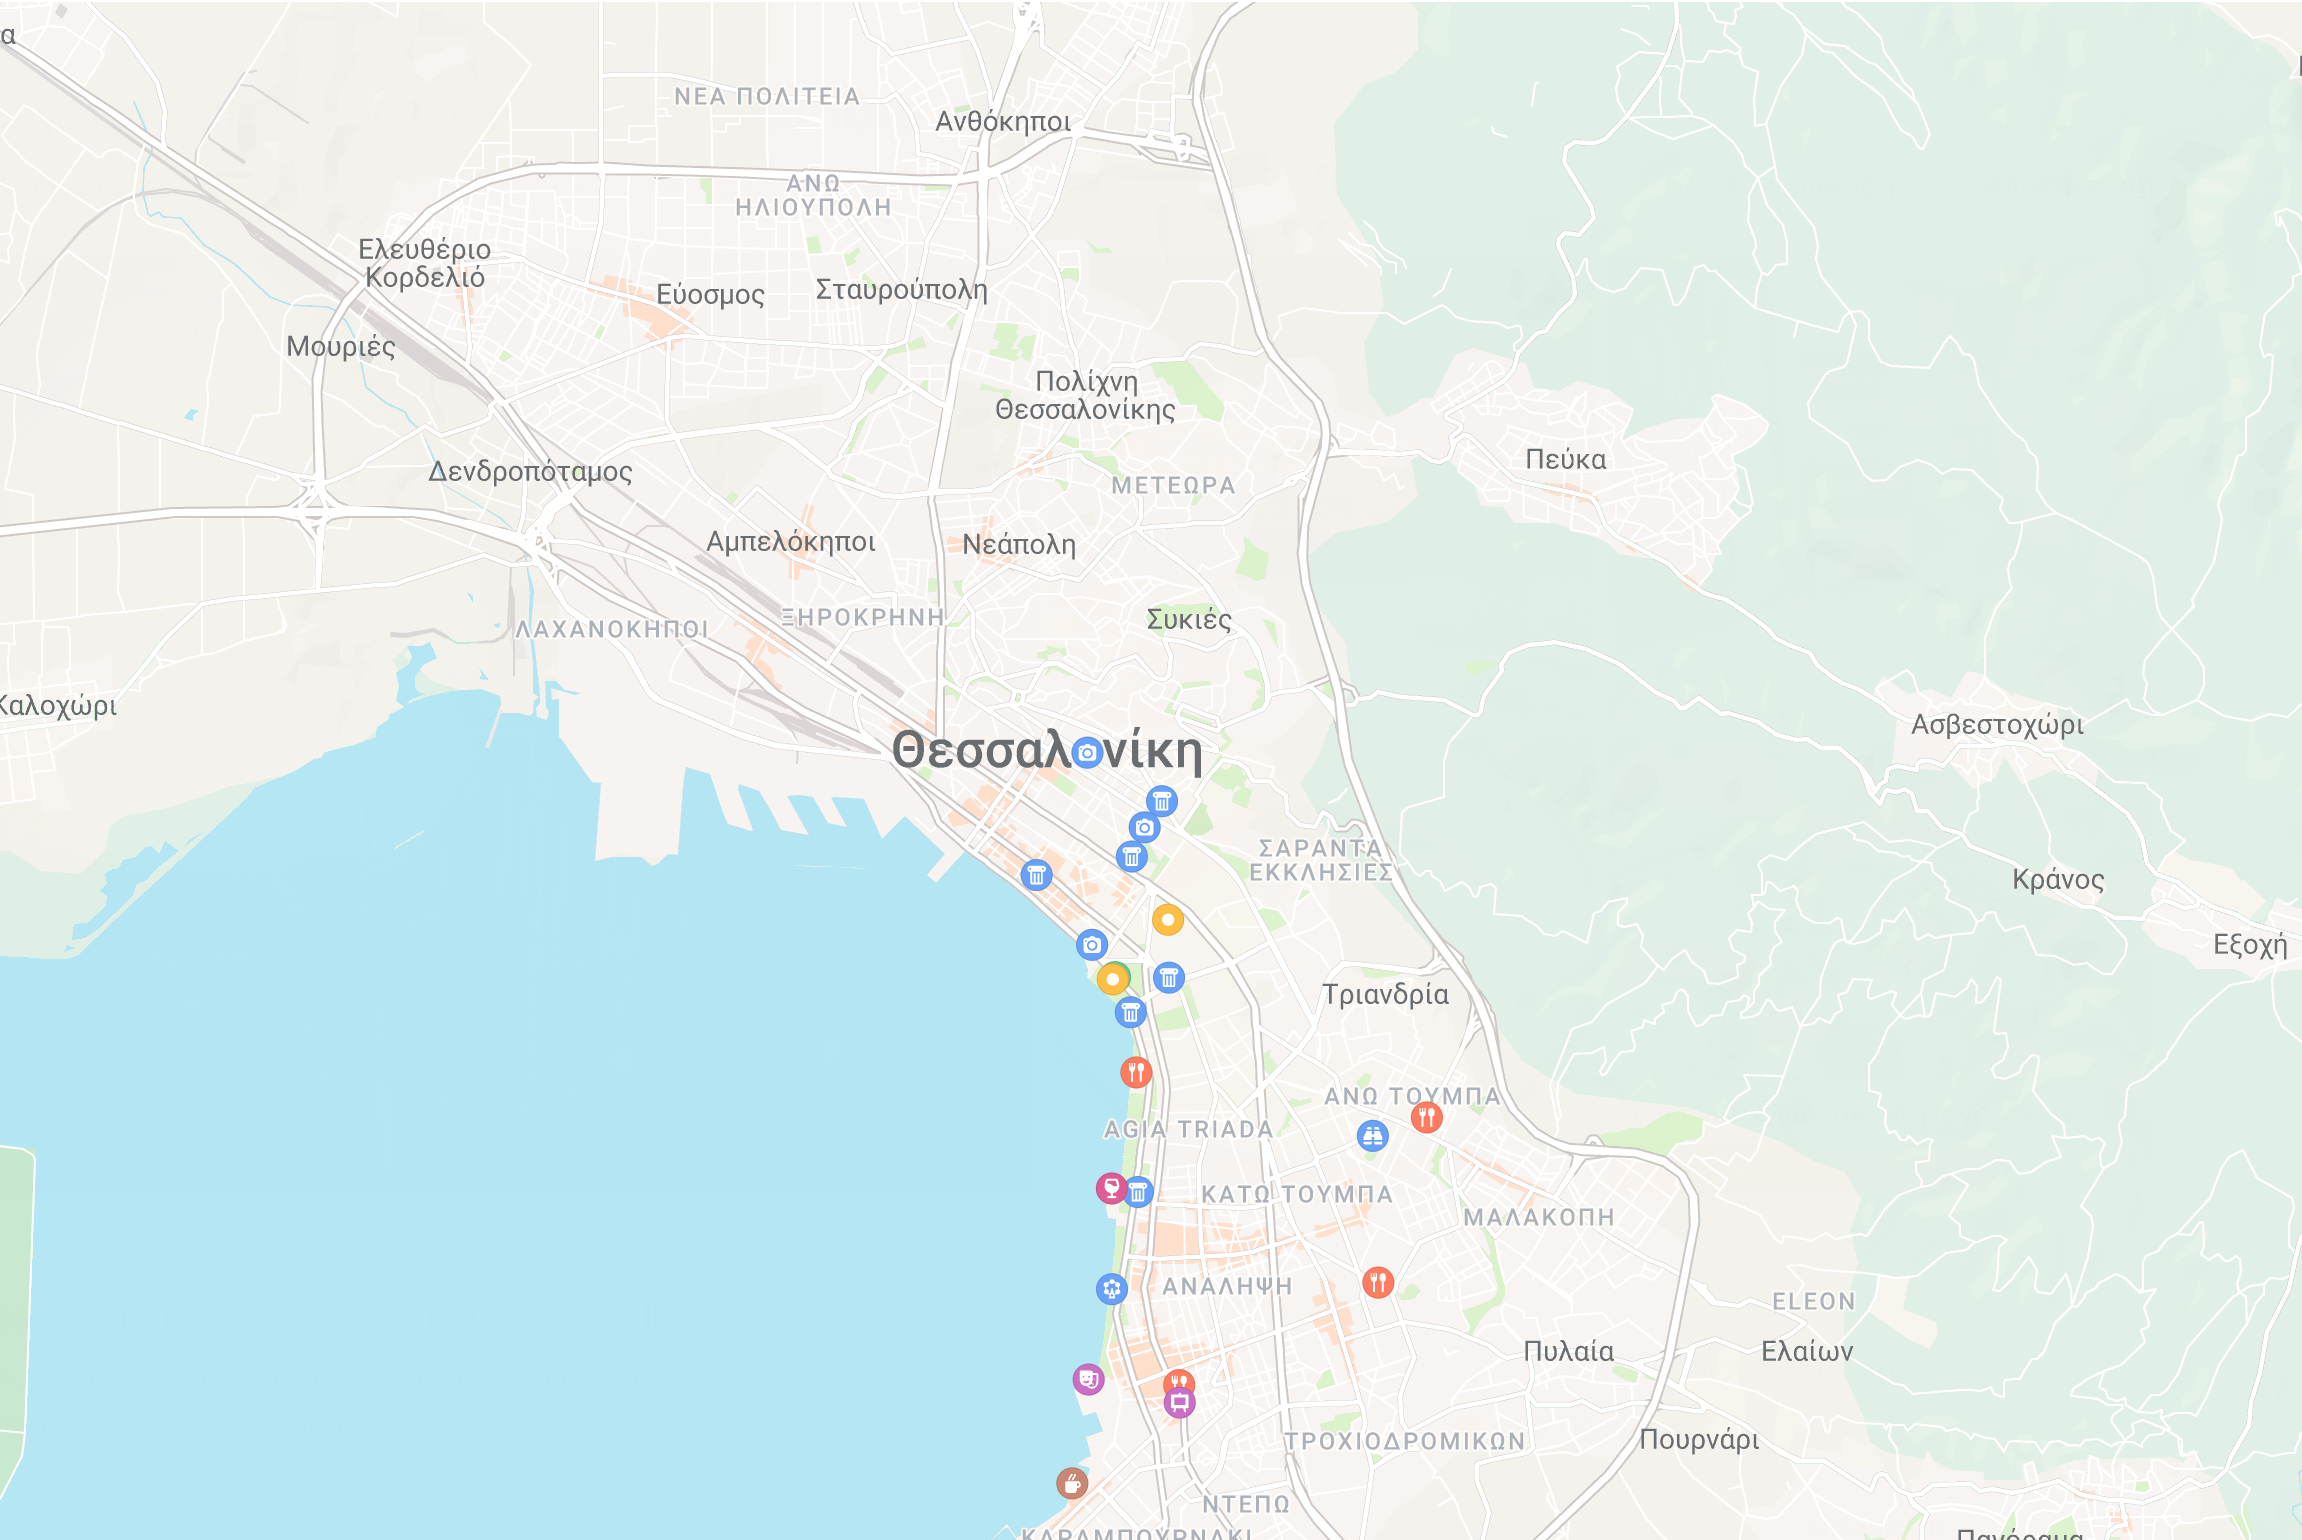 α
ΝΕΑ ΠΟΛΙΤΕΙΑ
Ανθόκηποι
ΑΝΩ
ΗΛΙΟΥΠΟΛΗ
Ελευθέριο
Κορδελιό
Εύοσμος
Σταυρούπολη
Μουριές
Πολίχνη
Θεσσαλονίκης
Πεύκα
Δενδροπόταμος
ΜΕΤΕΩΡΑ
Αμπελόκηποι
Νεάπολη
ΞΗΡΟΚΡΗΝΗ
Συκιές
ΛΑΧΑΝΟΚΗΠΟΙ
Καλοχώρι
Ασβεστοχώρι
Θεσσαλονίκη
ΣΑΡΑΝΤΑ
ΕΚΚΛΗΣΙΕΣ
Κράνος
Εξοχή
Τριανδρία
ΑΝΩ ΤΟΥΜΠΑ
AGIA TRIADA
ΚΑΤΩ ΤΟΥΜΠΑ
ΜΑΛΑΚΟΠΗ
ΑΝΑΛΗΨΗ
ELEON
Πυλαία
Ελαίων
ΤΡΟΧΙΟΔΡΟΜΙΚΩΝ
Πουρνάρι
ΝΤΕΠΩ
ΚΑΡΑΜΠΟΥΡΝΑΚΙ
Πανόραμα